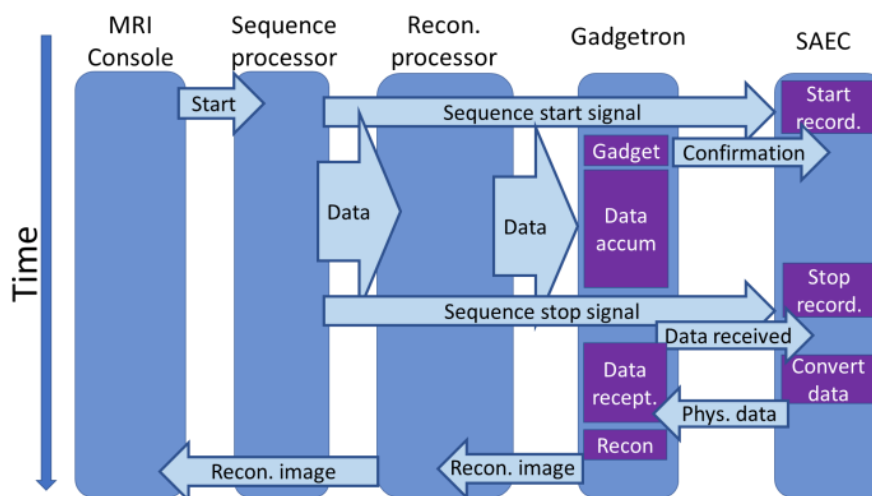 MRI
Console
Sequence
processor
Recon.
processor
Gadgetron
SAEC
Time
Start
Sequence start signal
Start
record.
Gadget
Confirmation
Data
Data
Data
accum
Stop
record.
Sequence stop signal
Data received
Data
recept.
Convert
data
Phys. data
Recon
Recon. image
Recon. image